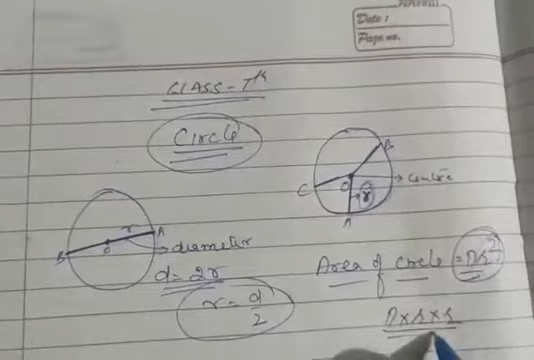 Date :
Page no.
CLASS - 7th
Circle
B
C
O
r
A
→ centre
r
A
B
O
→ diameter
d = 2r
r = d/2
Area of circle = πr²
π×r×r